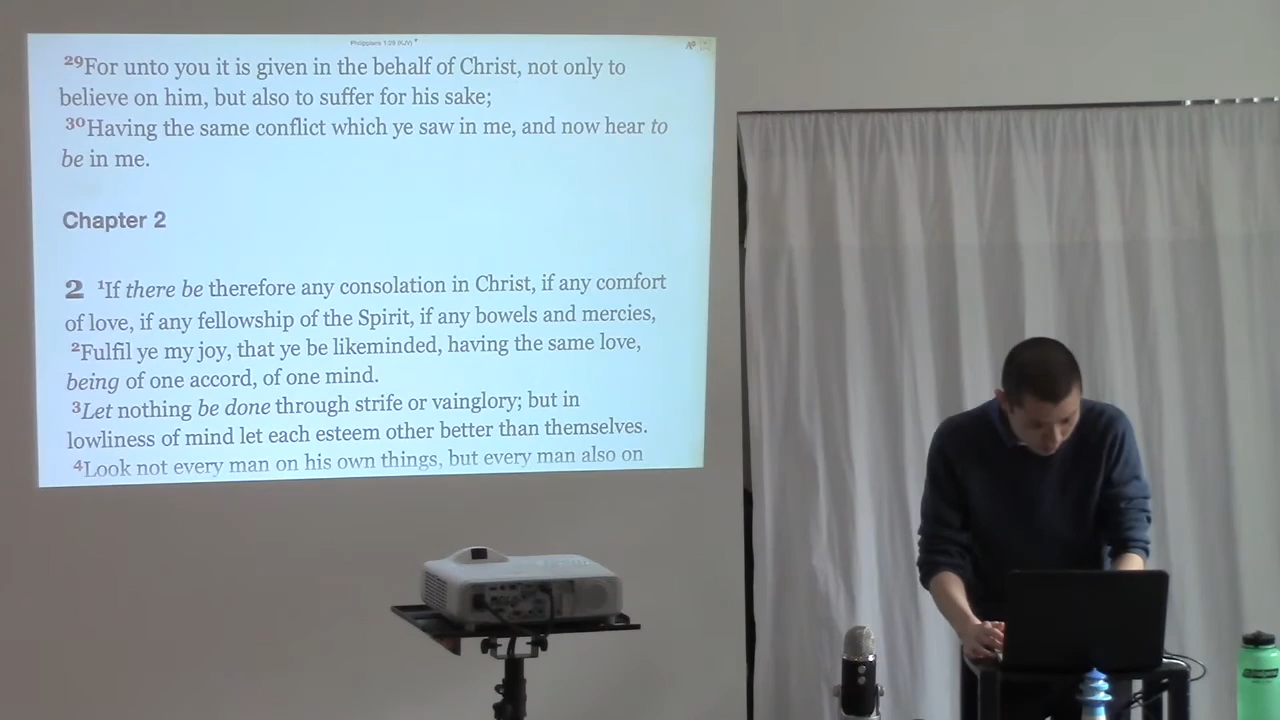 Philippians 1:29 (KJV)
29For unto you it is given in the behalf of Christ, not only to
believe on him, but also to suffer for his sake;
30Having the same conflict which ye saw in me, and now hear to
be in me.
Chapter 2
2 1If there be therefore any consolation in Christ, if any comfort
of love, if any fellowship of the Spirit, if any bowels and mercies,
2Fulfil ye my joy, that ye be likeminded, having the same love,
being of one accord, of one mind.
3Let nothing be done through strife or vainglory; but in
lowliness of mind let each esteem other better than themselves.
4Look not every man on his own things, but every man also on